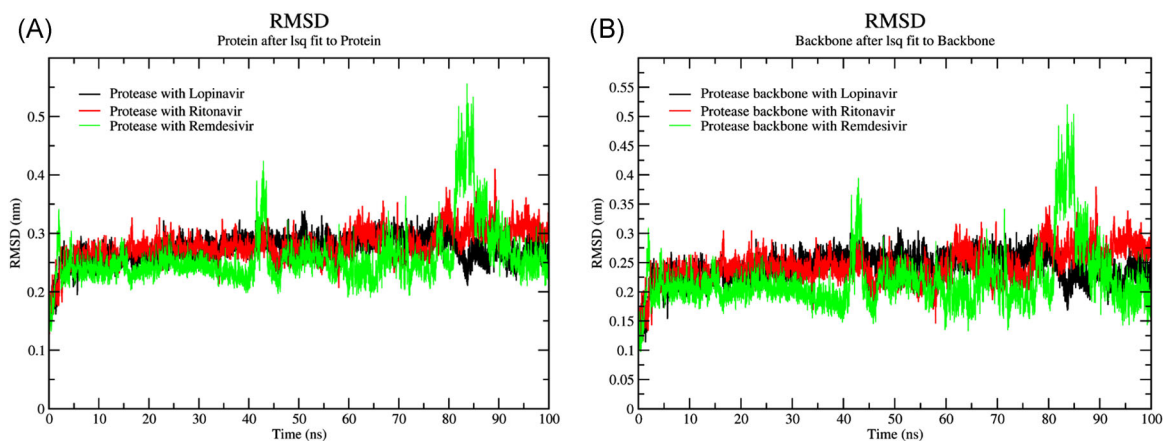 (A)
RMSD
Protein after lsq fit to Protein
Protease with Lopinavir
Protease with Ritonavir
Protease with Remdesivir
RMSD (nm)
0.5
0.4
0.3
0.2
0.1
0
0 10 20 30 40 50 60 70 80 90 100
Time (ns)
(B)
RMSD
Backbone after lsq fit to Backbone
Protease backbone with Lopinavir
Protease backbone with Ritonavir
Protease backbone with Remdesivir
RMSD (nm)
0.55
0.5
0.45
0.4
0.35
0.3
0.25
0.2
0.15
0.1
0.05
0
0 10 20 30 40 50 60 70 80 90 100
Time (ns)